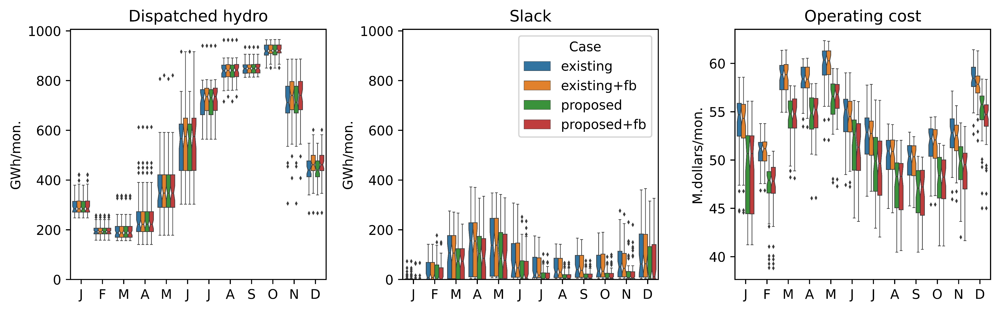 Dispatched hydro
GWh/mon.
1000
800
600
400
200
0
J F M A M J J A S O N D
Slack
GWh/mon.
1000
800
600
400
200
0
Case
existing
existing+fb
proposed
proposed+fb
J F M A M J J A S O N D
Operating cost
M.dollars/mon.
60
55
50
45
40
J F M A M J J A S O N D